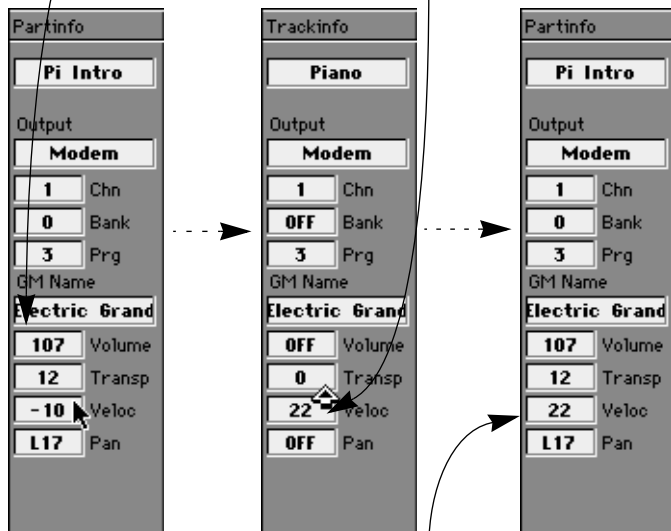 Partinfo
Pi Intro
Output
Modem
1 Chn
0 Bank
3 Prg
GM Name
Electric Grand
107 Volume
12 Transp
-10 Veloc
L17 Pan
Trackinfo
Piano
Output
Modem
1 Chn
OFF Bank
3 Prg
GM Name
Electric Grand
OFF Volume
0 Transp
22 Veloc
OFF Pan
Partinfo
Pi Intro
Output
Modem
1 Chn
0 Bank
3 Prg
GM Name
Electric Grand
107 Volume
12 Transp
22 Veloc
L17 Pan